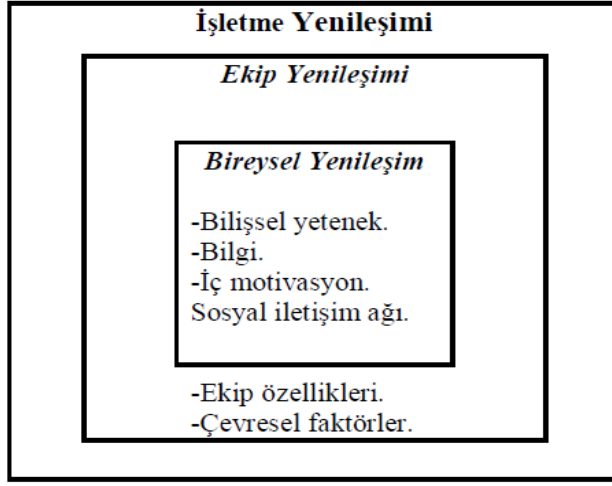 İşletme Yenileşimi
Ekip Yenileşimi
Bireysel Yenileşim
-Bilişsel yetenek.
-Bilgi.
-İç motivasyon.
Sosyal iletişim ağı.
-Ekip özellikleri.
-Çevresel faktörler.